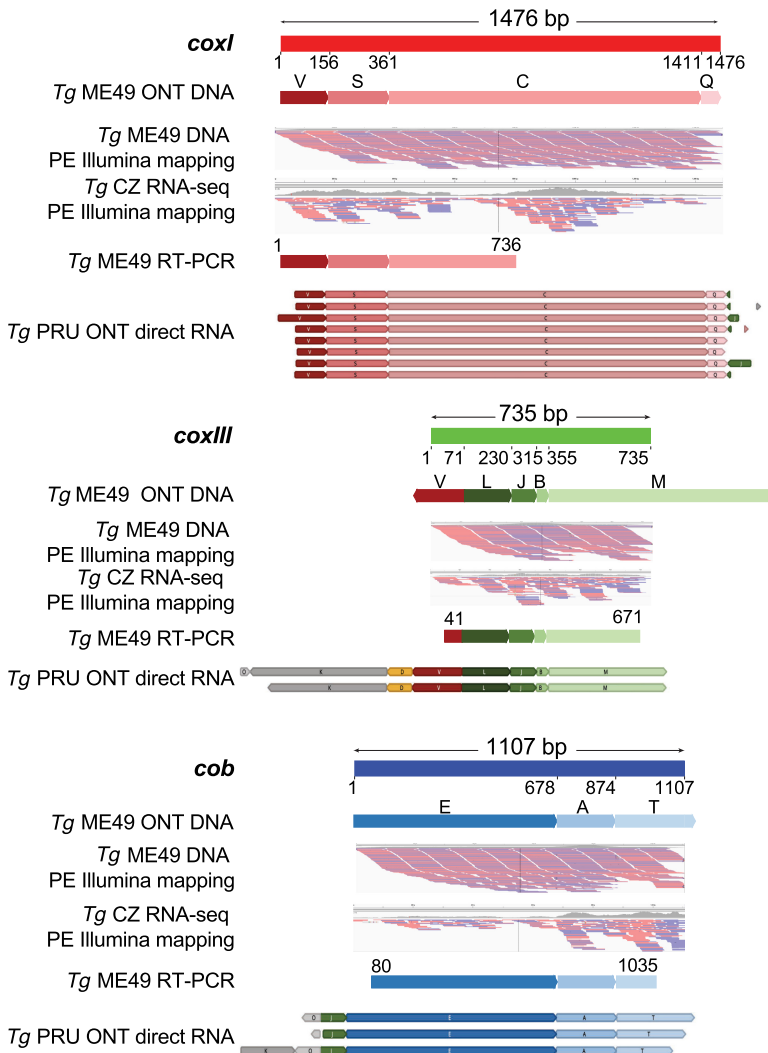 1476 bp
coxI
1 156 361 1411 1476
V S C Q
Tg ME49 ONT DNA
Tg ME49 DNA
PE Illumina mapping
Tg CZ RNA-seq
PE Illumina mapping
1 736
Tg ME49 RT-PCR
V S C Q
V S C Q
V S C Q J
Tg PRU ONT direct RNA
V S C Q
V S C Q
V S C Q
V S C Q
735 bp
coxIII
1 71 230 315 355 735
V L J B M
Tg ME49 ONT DNA
Tg ME49 DNA
PE Illumina mapping
Tg CZ RNA-seq
PE Illumina mapping
41 671
Tg ME49 RT-PCR
K D V L J B M
Tg PRU ONT direct RNA
K D V L J B M
1107 bp
cob
1 678 874 1107
E A T
Tg ME49 ONT DNA
Tg ME49 DNA
PE Illumina mapping
Tg CZ RNA-seq
PE Illumina mapping
80 1035
Tg ME49 RT-PCR
O J E A T
Tg PRU ONT direct RNA
J E A T
K O J E A T